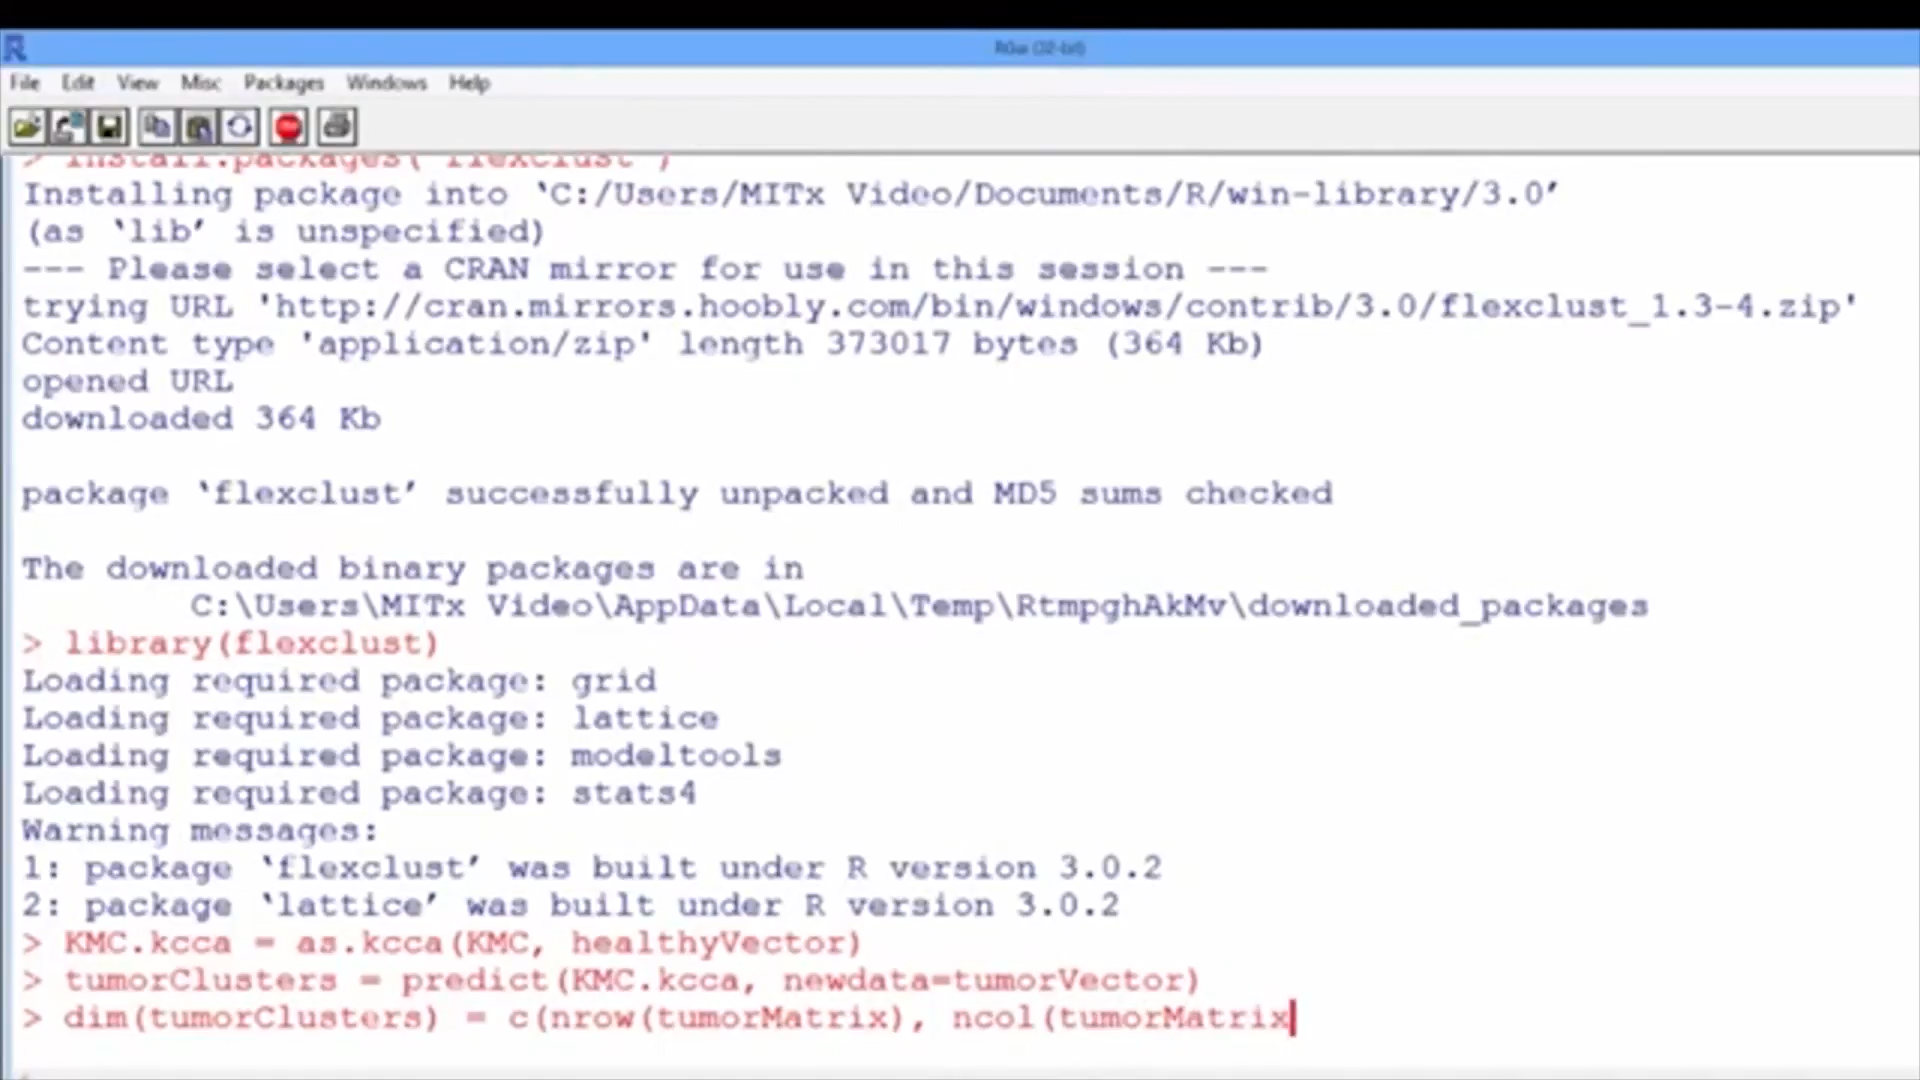 RGui (32-bit)
File Edit View Misc Packages Windows Help
> install.packages("flexclust")
Installing package into ‘C:/Users/MITx Video/Documents/R/win-library/3.0’
(as ‘lib’ is unspecified)
--- Please select a CRAN mirror for use in this session ---
trying URL 'http://cran.mirrors.hoobly.com/bin/windows/contrib/3.0/flexclust_1.3-4.zip'
Content type 'application/zip' length 373017 bytes (364 Kb)
opened URL
downloaded 364 Kb
package ‘flexclust’ successfully unpacked and MD5 sums checked
The downloaded binary packages are in
C:\Users\MITx Video\AppData\Local\Temp\RtmpghAkMv\downloaded_packages
> library(flexclust)
Loading required package: grid
Loading required package: lattice
Loading required package: modeltools
Loading required package: stats4
Warning messages:
1: package ‘flexclust’ was built under R version 3.0.2
2: package ‘lattice’ was built under R version 3.0.2
> KMC.kcca = as.kcca(KMC, healthyVector)
> tumorClusters = predict(KMC.kcca, newdata=tumorVector)
> dim(tumorClusters) = c(nrow(tumorMatrix), ncol(tumorMatrix